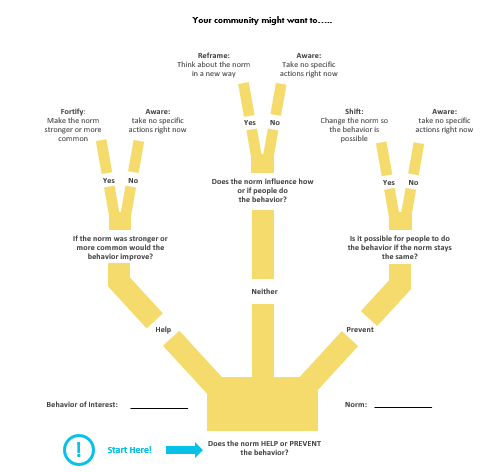 Your community might want to…..
Reframe:
Think about the norm
in a new way
Aware:
Take no specific
actions right now
Fortify:
Make the norm
stronger or more
common
Aware:
take no specific
actions right now
Shift:
Change the norm so
the behavior is
possible
Aware:
take no specific
actions right now
Yes
No
Yes
No
Yes
No
Does the norm influence how
or if people do
the behavior?
If the norm was stronger or
more common would the
behavior improve?
Is it possible for people to do
the behavior if the norm stays
the same?
Neither
Help
Prevent
Behavior of Interest:
Norm:
Does the norm HELP or PREVENT
the behavior?
!
Start Here!